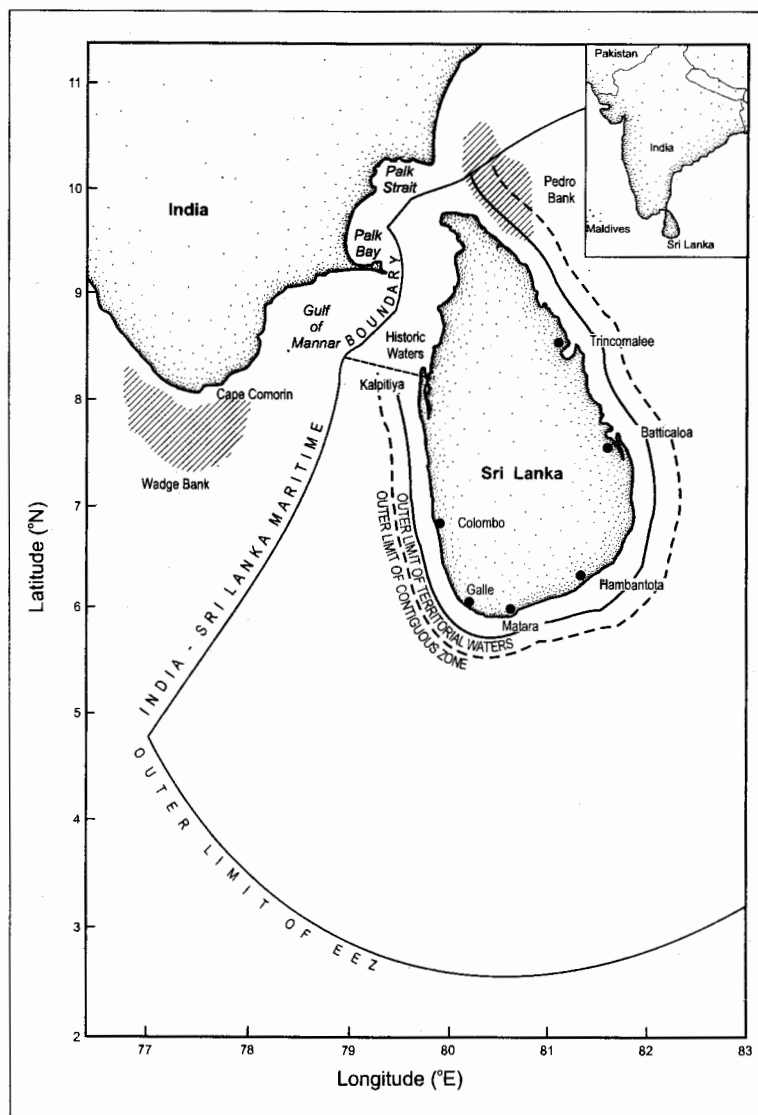 Pakistan
India
Maldives
Sri Lanka
11
10
9
8
7
6
5
4
3
2
Latitude (°N)
India
Palk
Strait
Pedro
Bank
Palk
Bay
Gulf
of
Mannar
Historic
Waters
Kalpitiya
Trincomalee
Cape Comorin
Wadge Bank
Batticaloa
Sri Lanka
Colombo
Galle
Matara
Hambantota
INDIA - SRI LANKA MARITIME BOUNDARY
OUTER LIMIT OF TERRITORIAL WATERS
OUTER LIMIT OF CONTIGUOUS ZONE
OUTER LIMIT OF EEZ
77
78
79
80
81
82
83
Longitude (°E)